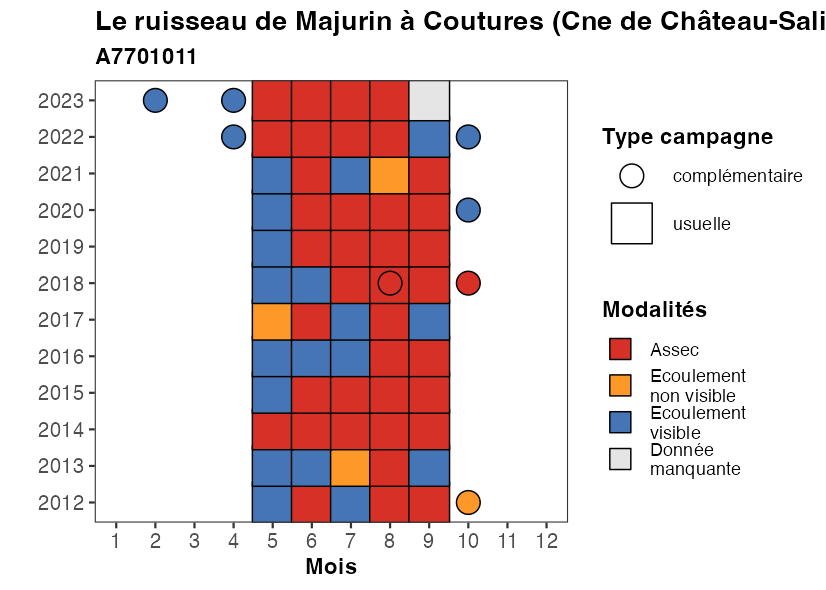 Le ruisseau de Majurin à Coutures (Cne de Château-Sali
A7701011
2023
2022
2021
2020
2019
2018
2017
2016
2015
2014
2013
2012
1 2 3 4 5 6 7 8 9 10 11 12
Mois
Type campagne
complémentaire
usuelle
Modalités
Assec
Ecoulement
non visible
Ecoulement
visible
Donnée
manquante